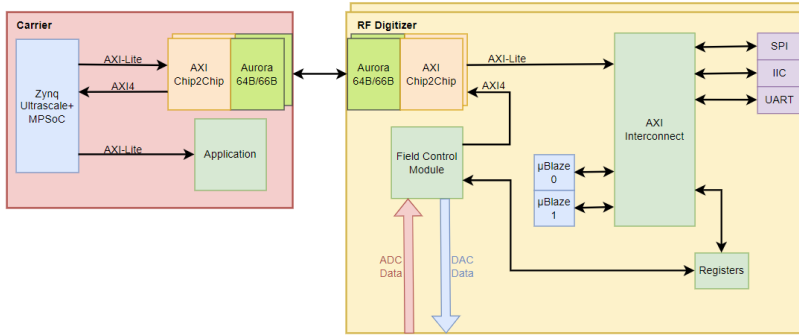 Carrier
Zynq
Ultrascale+
MPSoC
AXI-Lite
AXI4
AXI-Lite
AXI
Chip2Chip
Aurora
64B/66B
Application
RF Digitizer
Aurora
64B/66B
AXI
Chip2Chip
AXI-Lite
AXI4
Field Control
Module
ADC
Data
DAC
Data
µBlaze
0
µBlaze
1
AXI
Interconnect
SPI
IIC
UART
Registers